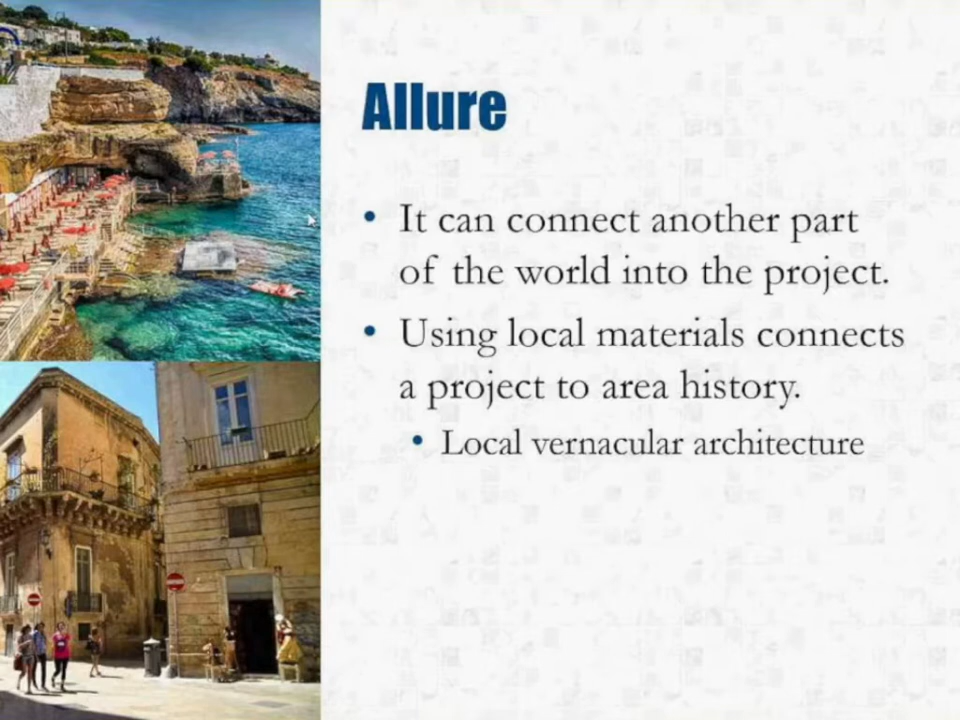 Allure
• It can connect another part
of the world into the project.
• Using local materials connects
a project to area history.
• Local vernacular architecture